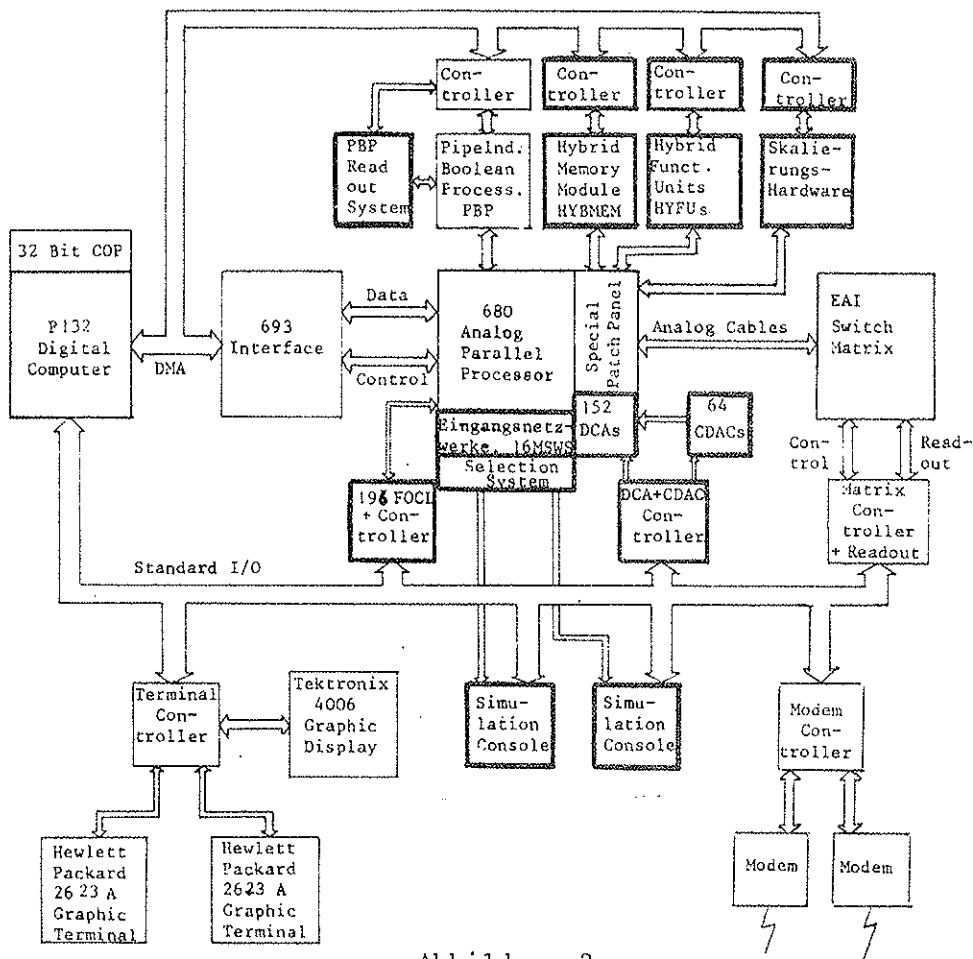 Con-
troller
Con-
troller
Con-
troller
Con-
troller
PBP
Read
out
System
Pipelnd.
Boolean
Process.
PBP
Hybrid
Memory
Module
HYBMEM
Hybrid
Funct.
Units
HYFUs
Skalie-
rungs-
Hardware
32 Bit COP
P132
Digital
Computer
DMA
693
Interface
Data
Control
680
Analog
Parallel
Processor
Special
Patch Panel
Analog Cables
EAI
Switch
Matrix
Eingangsnetz-
werke, 16MSWS
Selection
System
152
DCAs
64
CDACs
Con-
trol
Read-
out
196 FOCL
+ Con-
troller
DCA+CDAC
Con-
troller
Matrix
Con-
troller
+ Readout
Standard I/O
Terminal
Con-
troller
Tektronix
4006
Graphic
Display
Simu-
lation
Console
Simu-
lation
Console
Modem
Con-
troller
Hewlett
Packard
2623 A
Graphic
Terminal
Hewlett
Packard
2623 A
Graphic
Terminal
Modem
Modem